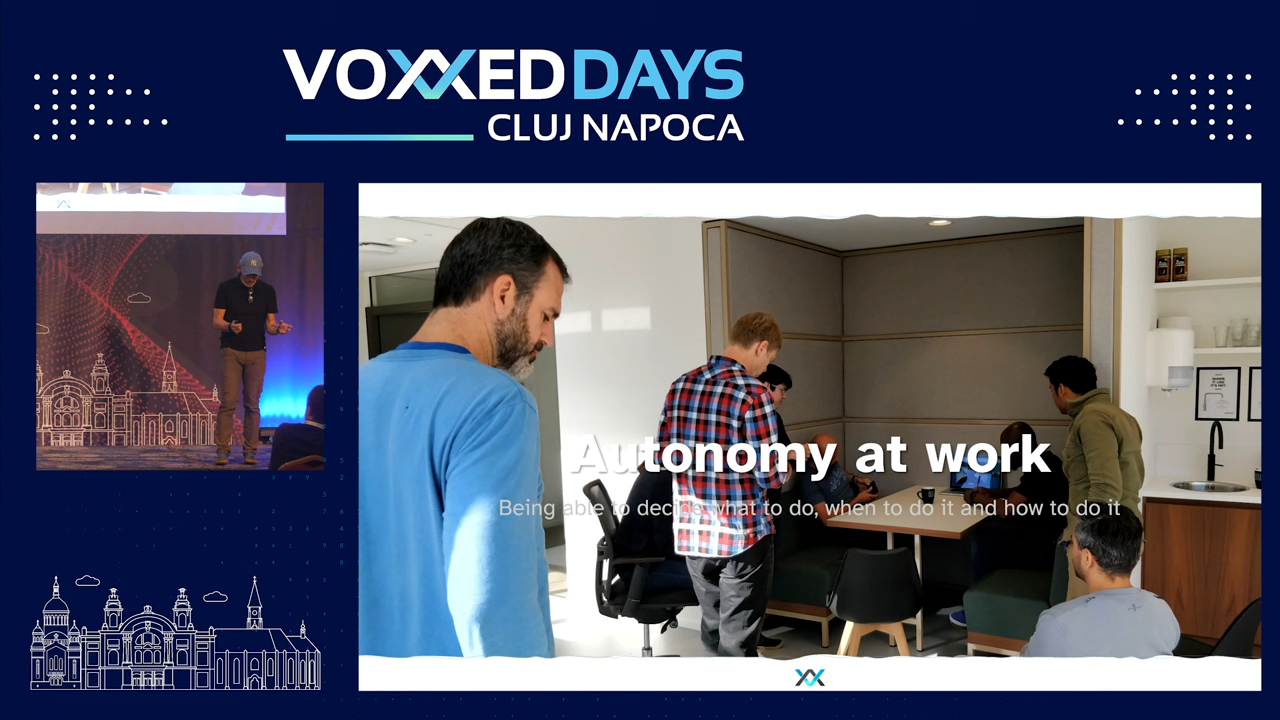 VOXXED DAYS
CLUJ NAPOCA
Autonomy at work
Being able to decide what to do, when to do it and how to do it